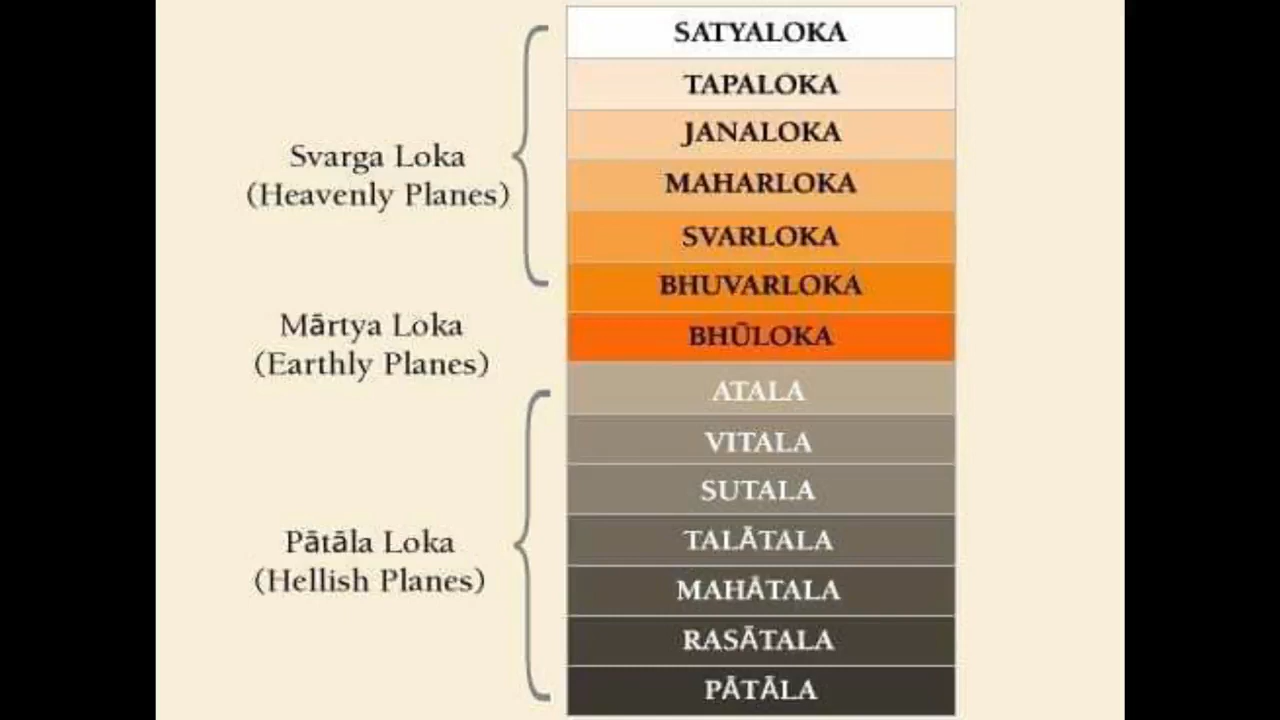 SATYALOKA
TAPALOKA
JANALOKA
MAHARLOKA
SVARLOKA
BHUVARLOKA
BHŪLOKA
ATALA
VITALA
SUTALA
TALĀTALA
MAHĀTALA
RASĀTALA
PĀTĀLA
Svarga Loka
(Heavenly Planes)
Mārtya Loka
(Earthly Planes)
Pātāla Loka
(Hellish Planes)